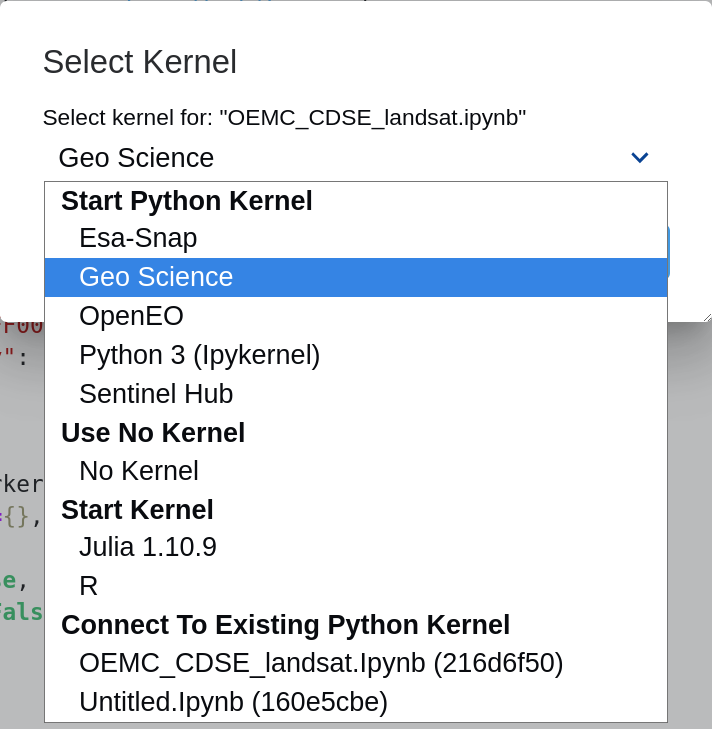 Select Kernel
Select kernel for: "OEMC_CDSE_landsat.ipynb"
Geo Science
Start Python Kernel
Esa-Snap
Geo Science
OpenEO
F00
Python 3 (Ipykernel)
":
Sentinel Hub
Use No Kernel
No Kernel
rker
Start Kernel
={},
Julia 1.10.9
se,
R
Fals
Connect To Existing Python Kernel
OEMC_CDSE_landsat.Ipynb (216d6f50)
Untitled.Ipynb (160e5cbe)